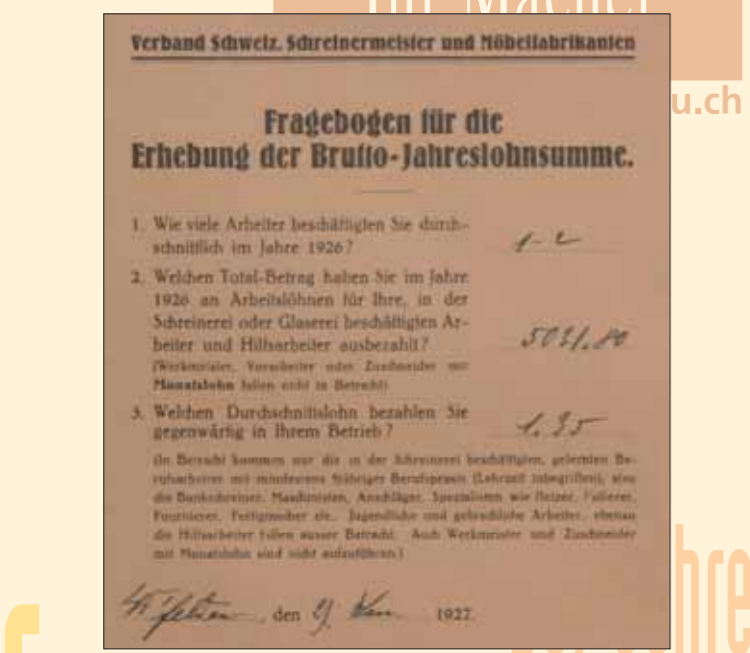 für Macher
u.ch
Verband Schweiz. Schreinermeister und Möbelfabrikanten
Fragebogen für die
Erhebung der Brutto-Jahreslohnsumme.
1. Wie viele Arbeiter beschäftigten Sie durch-
schnittlich im Jahre 1926?
1-2
2. Welchen Total-Betrag haben Sie im Jahre
1926 an Arbeitslöhnen für Ihre, in der
Schreinerei oder Glaserei beschäftigten Ar-
beiter und Hilfsarbeiter ausbezahlt?
(Werkmeister, Vorarbeiter oder Zuschneider mit
Monatslohn fallen nicht in Betracht)
3. Welchen Durchschnittslohn bezahlen Sie
gegenwärtig in Ihrem Betrieb?
1.35
(In Betracht kommen nur die in der Schreinerei beschäftigten, gelernten Be-
rufsarbeiter mit mindestens 5jähriger Berufspraxis (Lehrzeit inbegriffen), also
die Bankschreiner, Maschinisten, Anschläger, Spezialisten wie Beizer, Polierer,
Fournierer, Fertigmacher etc. Jugendliche und gebrechliche Arbeiter, ebenso
die Hilfsarbeiter fallen ausser Betracht. Auch Werkmeister und Zuschneider
mit Monatslohn sind nicht aufzuführen.)
, den 1927.